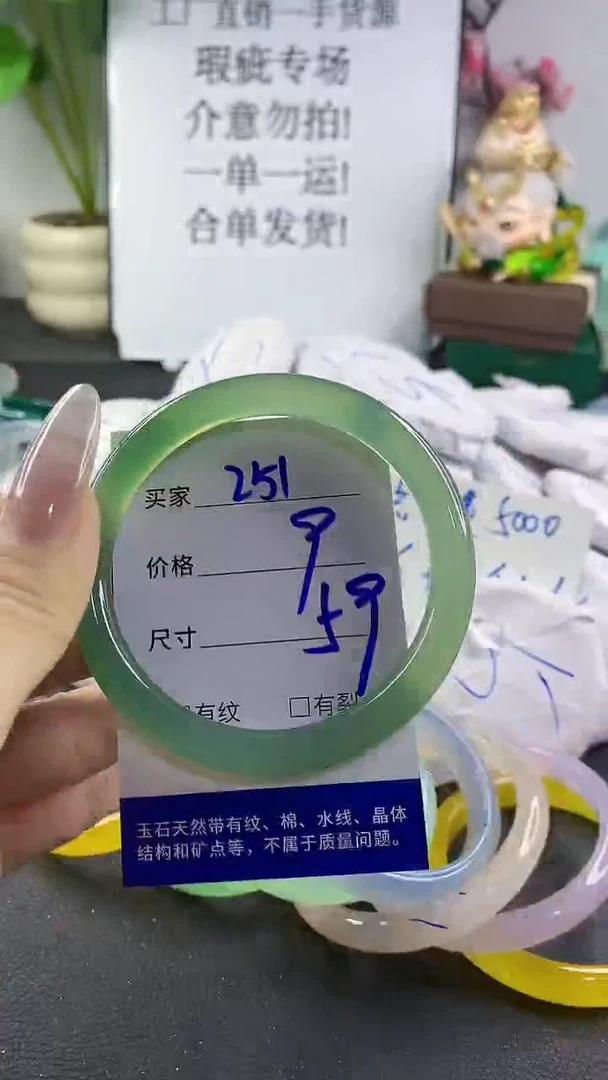 工厂直销一手货源
瑕疵专场
介意勿拍!
一单一运!
合单发货!
买家 251
价格 9
尺寸 59
有纹 □有裂
5000
玉石天然带有纹、棉、水线、晶体
结构和矿点等，不属于质量问题。